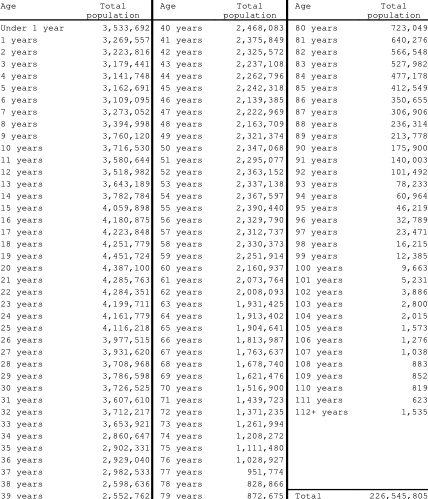 Age Total population Age Total population Age Total population
Under 1 year 3,533,692 40 years 2,468,083 80 years 723,049
1 years 3,269,557 41 years 2,375,849 81 years 640,276
2 years 3,223,816 42 years 2,325,572 82 years 566,548
3 years 3,179,441 43 years 2,237,108 83 years 527,982
4 years 3,141,748 44 years 2,262,796 84 years 477,178
5 years 3,162,691 45 years 2,242,318 85 years 412,549
6 years 3,109,095 46 years 2,139,385 86 years 350,655
7 years 3,273,052 47 years 2,222,969 87 years 306,906
8 years 3,394,998 48 years 2,163,709 88 years 236,314
9 years 3,760,120 49 years 2,321,374 89 years 213,778
10 years 3,716,530 50 years 2,347,068 90 years 175,900
11 years 3,580,644 51 years 2,295,077 91 years 140,003
12 years 3,518,982 52 years 2,363,152 92 years 101,492
13 years 3,643,189 53 years 2,337,138 93 years 78,233
14 years 3,782,784 54 years 2,367,597 94 years 60,964
15 years 4,059,898 55 years 2,390,440 95 years 46,219
16 years 4,180,875 56 years 2,329,790 96 years 32,789
17 years 4,223,848 57 years 2,312,737 97 years 23,471
18 years 4,251,779 58 years 2,330,373 98 years 16,215
19 years 4,451,724 59 years 2,251,914 99 years 12,385
20 years 4,387,100 60 years 2,160,937 100 years 9,663
21 years 4,285,763 61 years 2,073,764 101 years 5,231
22 years 4,284,351 62 years 2,008,093 102 years 3,886
23 years 4,199,711 63 years 1,931,425 103 years 2,800
24 years 4,161,779 64 years 1,913,402 104 years 2,015
25 years 4,116,218 65 years 1,904,641 105 years 1,573
26 years 3,977,515 66 years 1,813,987 106 years 1,276
27 years 3,931,620 67 years 1,763,637 107 years 1,038
28 years 3,708,968 68 years 1,678,740 108 years 883
29 years 3,786,598 69 years 1,621,476 109 years 852
30 years 3,726,525 70 years 1,516,900 110 years 819
31 years 3,607,610 71 years 1,439,723 111 years 623
32 years 3,712,217 72 years 1,371,235 112+ years 1,535
33 years 3,653,921 73 years 1,261,994
34 years 2,860,647 74 years 1,208,272
35 years 2,902,331 75 years 1,111,480
36 years 2,929,040 76 years 1,028,927
37 years 2,982,533 77 years 951,774
38 years 2,598,636 78 years 828,866
39 years 2,552,762 79 years 872,675 Total 226,545,805